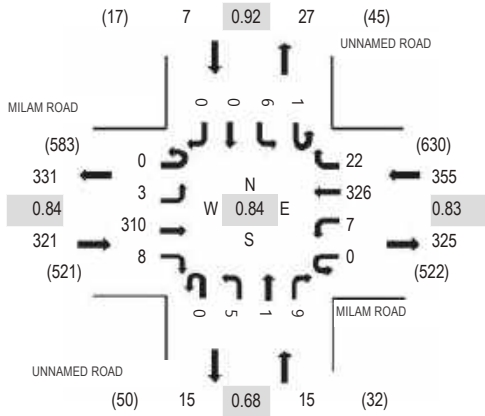 (17) 7 0.92 27 (45)
UNNAMED ROAD
MILAM ROAD
0 0 6 1
(583) (630)
0 22
331 355
3 326
N
0.84 W 0.84 E 0.83
310 7
S
321 325
8 0
(521) (522)
0 5 1 9
MILAM ROAD
UNNAMED ROAD
(50) 15 0.68 15 (32)